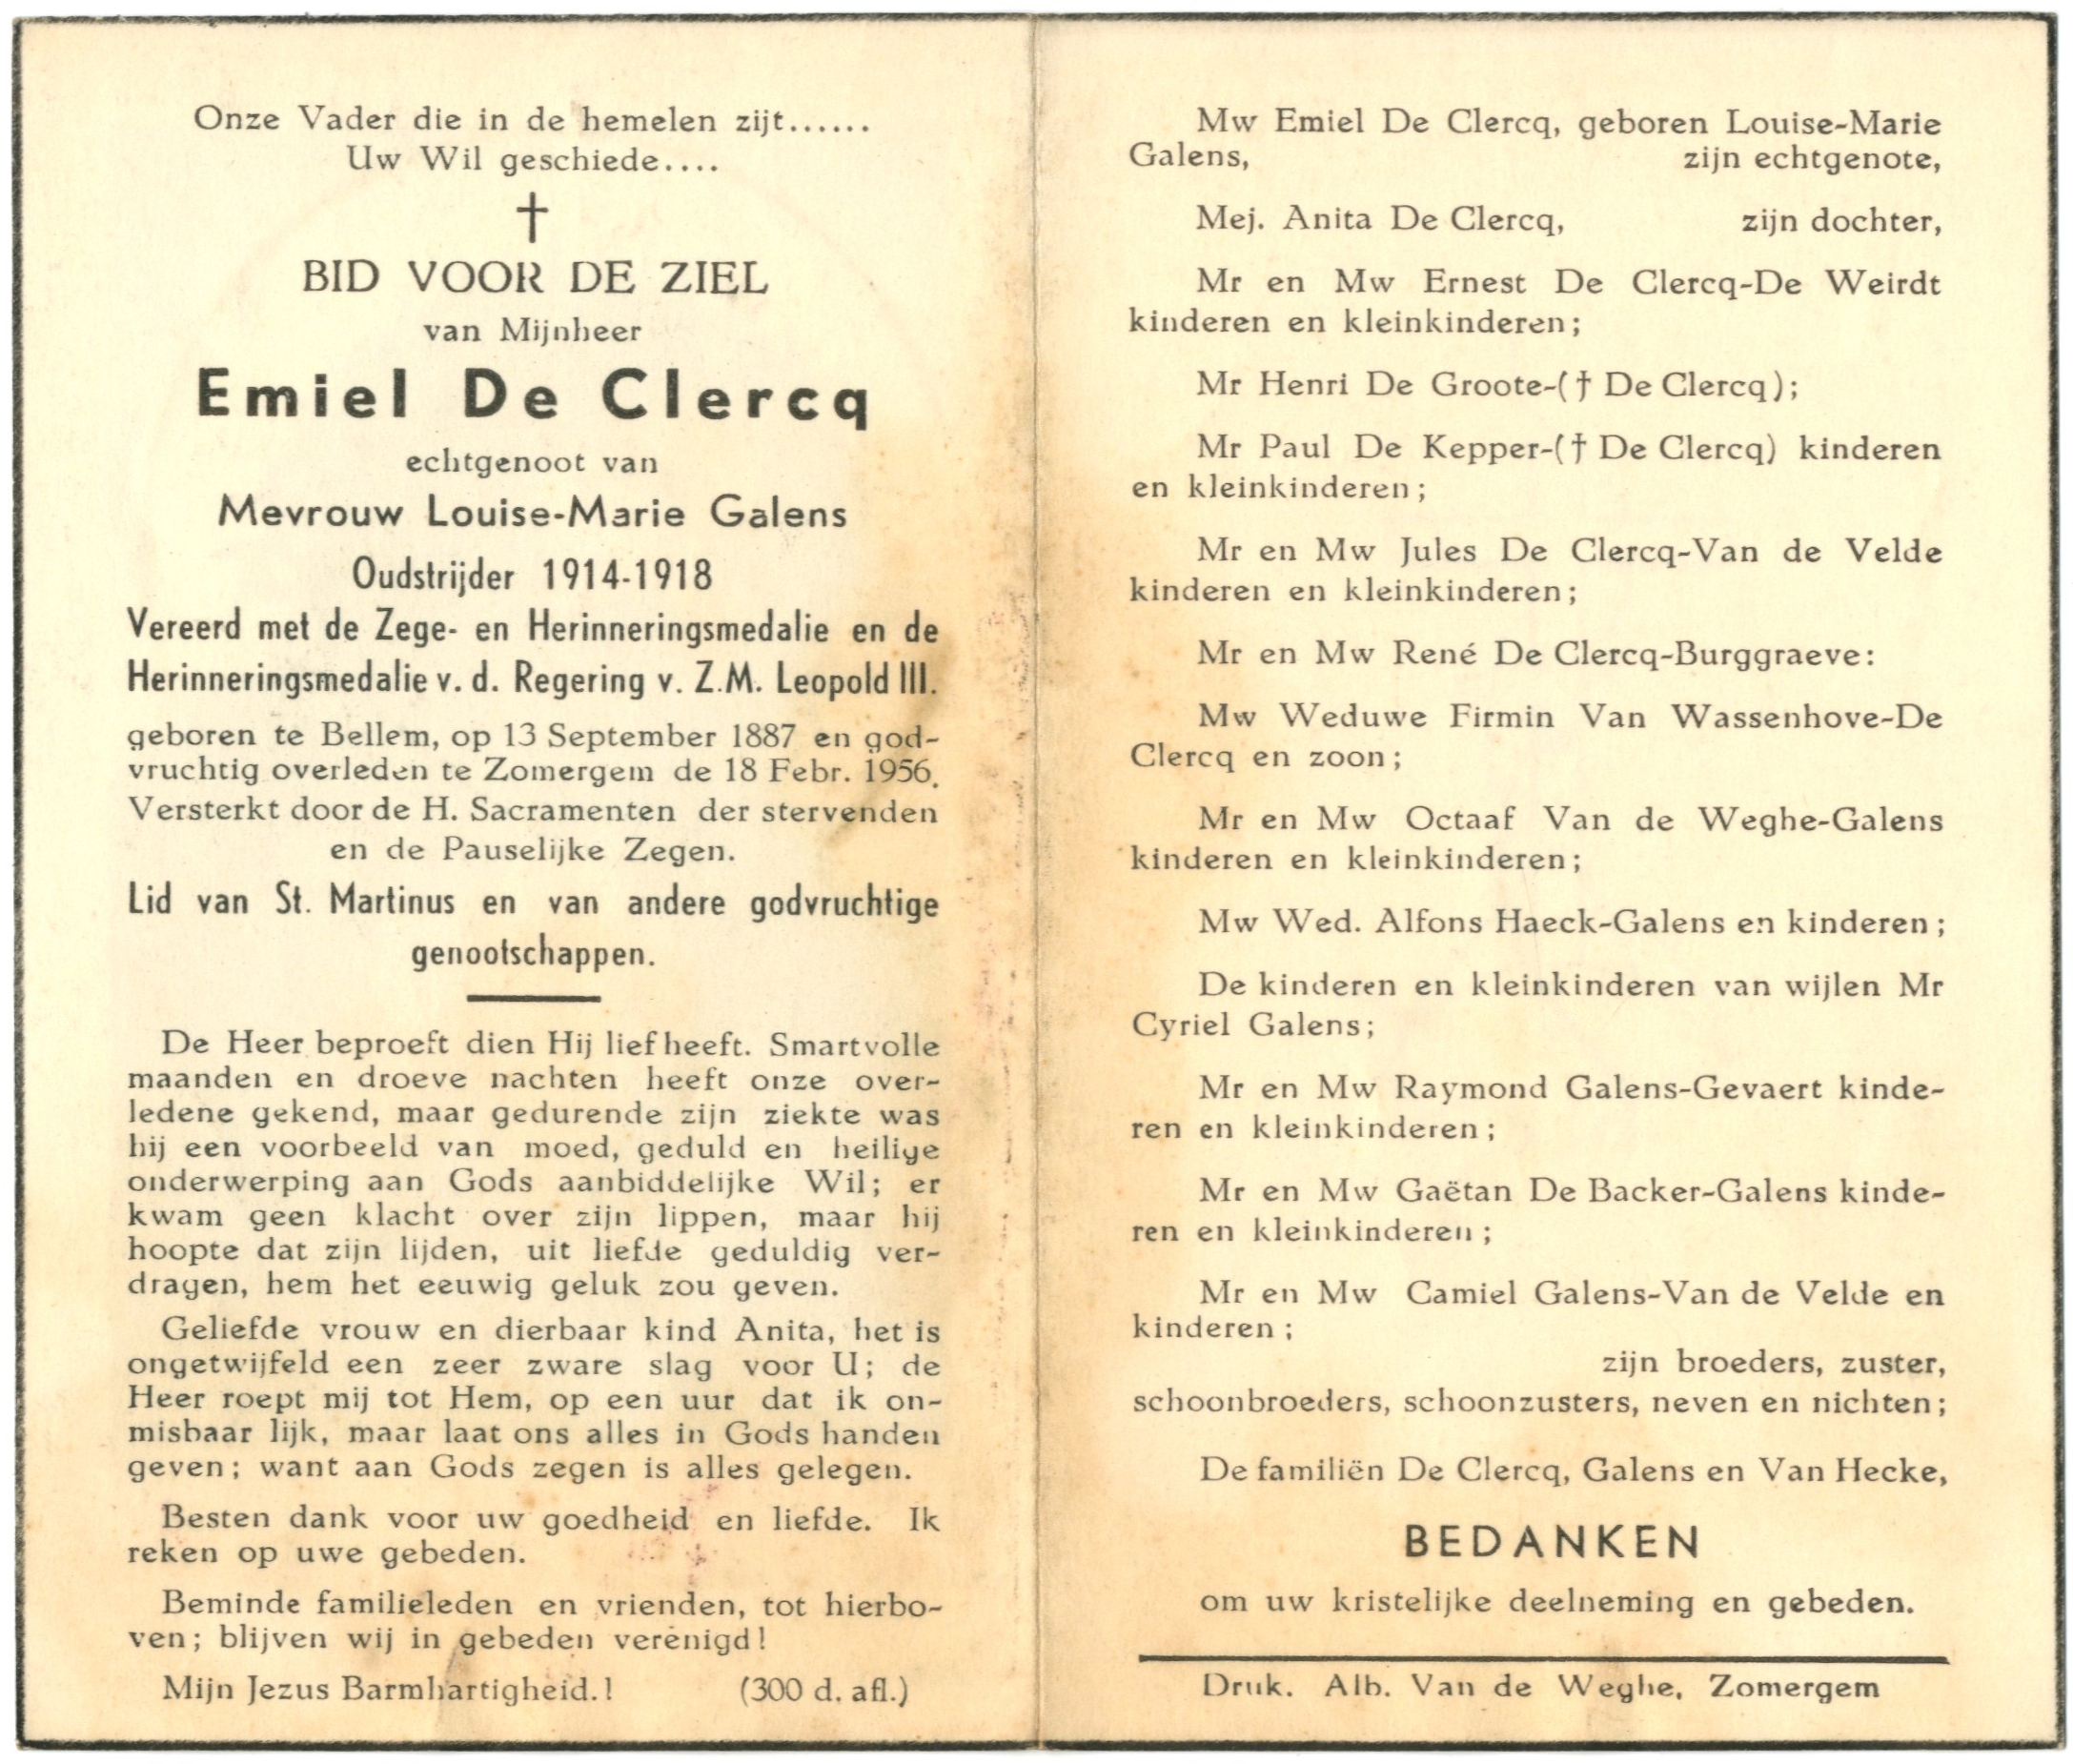 Onze Vader die in de hemelen zijt......
Uw Wil geschiede....
†
BID VOOR DE ZIEL
van Mijnheer
Emiel De Clercq
echtgenoot van
Mevrouw Louise-Marie Galens
Oudstrijder 1914-1918
Vereerd met de Zege- en Herinneringsmedalie en de
Herinneringsmedalie v. d. Regering v. Z.M. Leopold III.
geboren te Bellem, op 13 September 1887 en god-
vruchtig overleden te Zomergem de 18 Febr. 1956.
Versterkt door de H. Sacramenten der stervenden
en de Pauselijke Zegen.
Lid van St. Martinus en van andere godvruchtige
genootschappen.
De Heer beproeft dien Hij lief heeft. Smartvolle
maanden en droeve nachten heeft onze over-
ledene gekend, maar gedurende zijn ziekte was
hij een voorbeeld van moed, geduld en heilige
onderwerping aan Gods aanbiddelijke Wil; er
kwam geen klacht over zijn lippen, maar hij
hoopte dat zijn lijden, uit liefde geduldig ver-
dragen, hem het eeuwig geluk zou geven.
Geliefde vrouw en dierbaar kind Anita, het is
ongetwijfeld een zeer zware slag voor U; de
Heer roept mij tot Hem, op een uur dat ik on-
misbaar lijk, maar laat ons alles in Gods handen
geven; want aan Gods zegen is alles gelegen.
Besten dank voor uw goedheid en liefde. Ik
reken op uwe gebeden.
Beminde familieleden en vrienden, tot hierbo-
ven; blijven wij in gebeden verenigd!
Mijn Jezus Barmhartigheid.! (300 d. afl.)
Mw Emiel De Clercq, geboren Louise-Marie
Galens, zijn echtgenote,
Mej. Anita De Clercq, zijn dochter,
Mr en Mw Ernest De Clercq-De Weirdt
kinderen en kleinkinderen;
Mr Henri De Groote-(† De Clercq);
Mr Paul De Kepper-(† De Clercq) kinderen
en kleinkinderen;
Mr en Mw Jules De Clercq-Van de Velde
kinderen en kleinkinderen;
Mr en Mw René De Clercq-Burggraeve:
Mw Weduwe Firmin Van Wassenhove-De
Clercq en zoon;
Mr en Mw Octaaf Van de Weghe-Galens
kinderen en kleinkinderen;
Mw Wed. Alfons Haeck-Galens en kinderen;
De kinderen en kleinkinderen van wijlen Mr
Cyriel Galens;
Mr en Mw Raymond Galens-Gevaert kinde-
ren en kleinkinderen;
Mr en Mw Gaëtan De Backer-Galens kinde-
ren en kleinkinderen;
Mr en Mw Camiel Galens-Van de Velde en
kinderen;
zijn broeders, zuster,
schoonbroeders, schoonzusters, neven en nichten;
De familiën De Clercq, Galens en Van Hecke,
BEDANKEN
om uw kristelijke deelneming en gebeden.
Druk. Alb. Van de Weghe, Zomergem